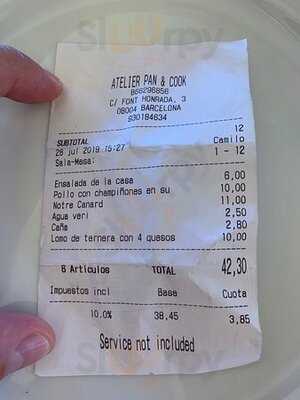 Sluurpy
ATELIER PAN & COOK
B66296856
C/ FONT HONRADA, 3
08004 BARCELONA
930184634
12
SUBTOTAL Camilo
28 jul 2019 15:27 1 - 12
Sala-Mesa:
Ensalada de la casa 6,00
Pollo con champiñones en su 10,00
Notre Canard 11,00
Agua veri 2,50
Caña 2,80
Lomo de ternera con 4 quesos 10,00
6 Artículos TOTAL 42,30
Impuestos incl Base Cuota
10.0% 38,45 3,85
Service not included